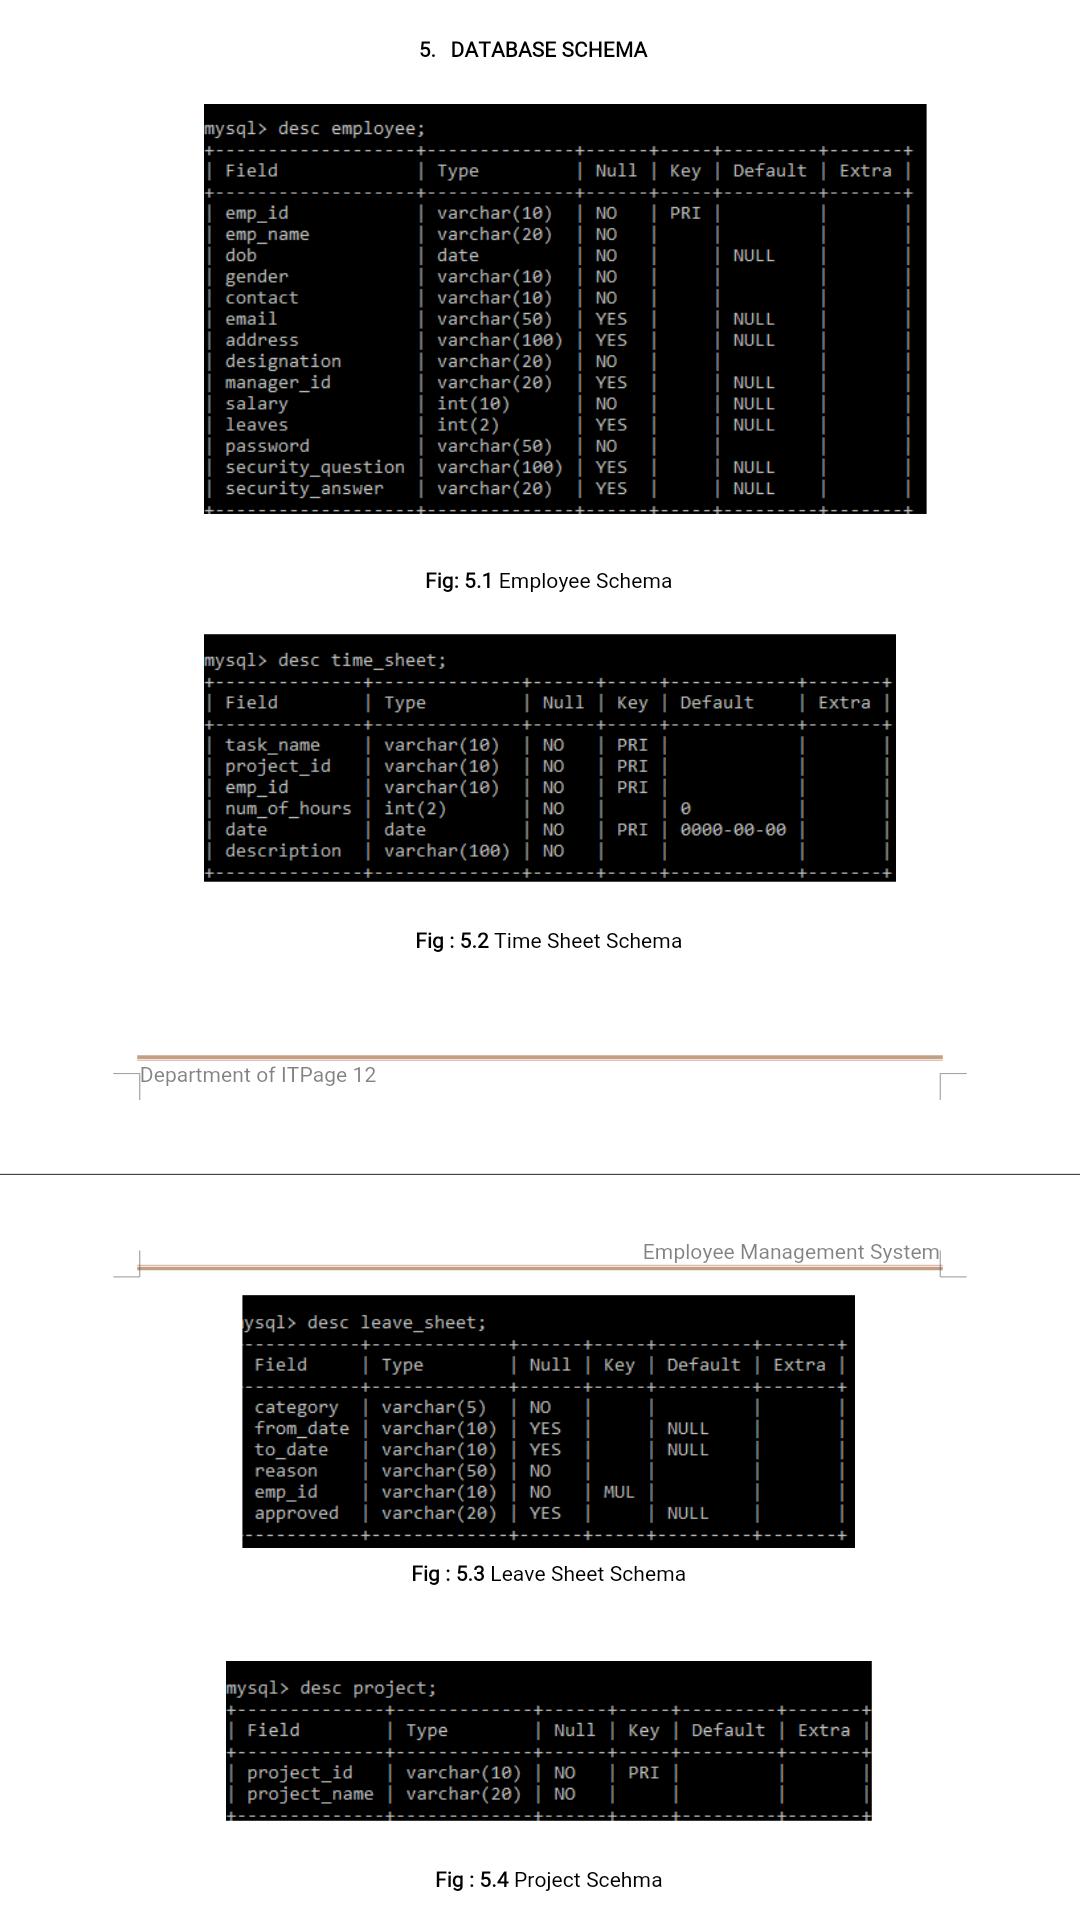 5. DATABASE SCHEMA
mysql> desc employee;
+-------------------+--------------+------+-----+---------+-------+
| Field | Type | Null | Key | Default | Extra |
+-------------------+--------------+------+-----+---------+-------+
| emp_id | varchar(10) | NO | PRI | | |
| emp_name | varchar(20) | NO | | | |
| dob | date | NO | | NULL | |
| gender | varchar(10) | NO | | | |
| contact | varchar(10) | NO | | | |
| email | varchar(50) | YES | | NULL | |
| address | varchar(100) | YES | | NULL | |
| designation | varchar(20) | NO | | | |
| manager_id | varchar(20) | YES | | NULL | |
| salary | int(10) | NO | | NULL | |
| leaves | int(2) | YES | | NULL | |
| password | varchar(50) | NO | | | |
| security_question | varchar(100) | YES | | NULL | |
| security_answer | varchar(20) | YES | | NULL | |
+-------------------+--------------+------+-----+---------+-------+
Fig: 5.1 Employee Schema
mysql> desc time_sheet;
+--------------+--------------+------+-----+------------+-------+
| Field | Type | Null | Key | Default | Extra |
+--------------+--------------+------+-----+------------+-------+
| task_name | varchar(10) | NO | PRI | | |
| project_id | varchar(10) | NO | PRI | | |
| emp_id | varchar(10) | NO | PRI | | |
| num_of_hours | int(2) | NO | | 0 | |
| date | date | NO | PRI | 0000-00-00 | |
| description | varchar(100) | NO | | | |
+--------------+--------------+------+-----+------------+-------+
Fig : 5.2 Time Sheet Schema
Department of ITPage 12
Employee Management System
ysql> desc leave_sheet;
-----------+-------------+------+-----+---------+-------+
Field | Type | Null | Key | Default | Extra |
-----------+-------------+------+-----+---------+-------+
category | varchar(5) | NO | | | |
from_date | varchar(10) | YES | | NULL | |
to_date | varchar(10) | YES | | NULL | |
reason | varchar(50) | NO | | | |
emp_id | varchar(10) | NO | MUL | | |
approved | varchar(20) | YES | | NULL | |
-----------+-------------+------+-----+---------+-------+
Fig : 5.3 Leave Sheet Schema
mysql> desc project;
+--------------+-------------+------+-----+---------+-------+
| Field | Type | Null | Key | Default | Extra |
+--------------+-------------+------+-----+---------+-------+
| project_id | varchar(10) | NO | PRI | | |
| project_name | varchar(20) | NO | | | |
+--------------+-------------+------+-----+---------+-------+
Fig : 5.4 Project Scehma